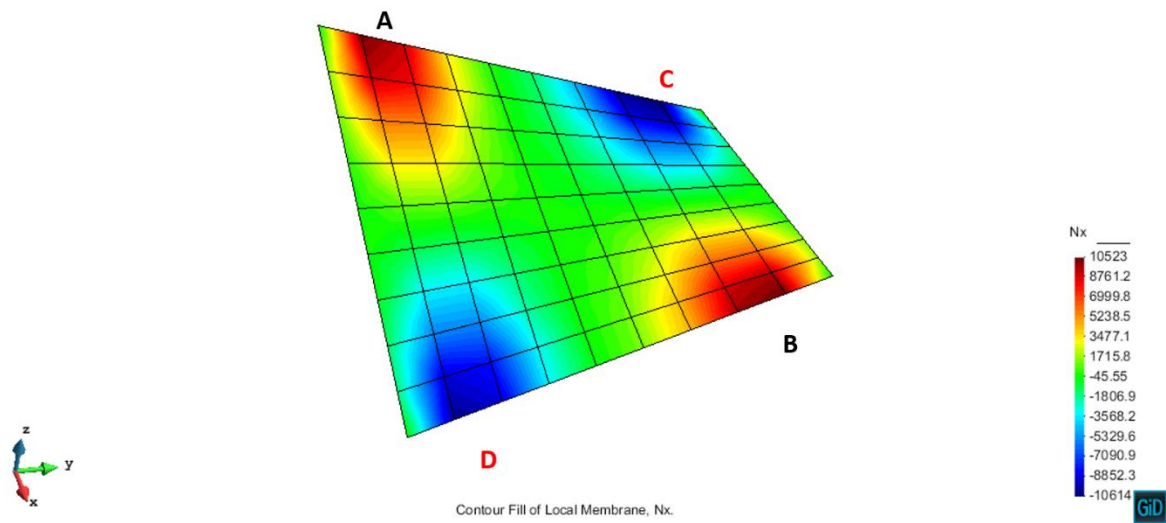 A
C
Nx
10523
8761.2
6999.8
5238.5
3477.1
1715.8
-45.55
-1806.9
-3568.2
-5329.6
-7090.9
-8852.3
-10614
B
D
z
y
x
Contour Fill of Local Membrane, Nx.
GiD